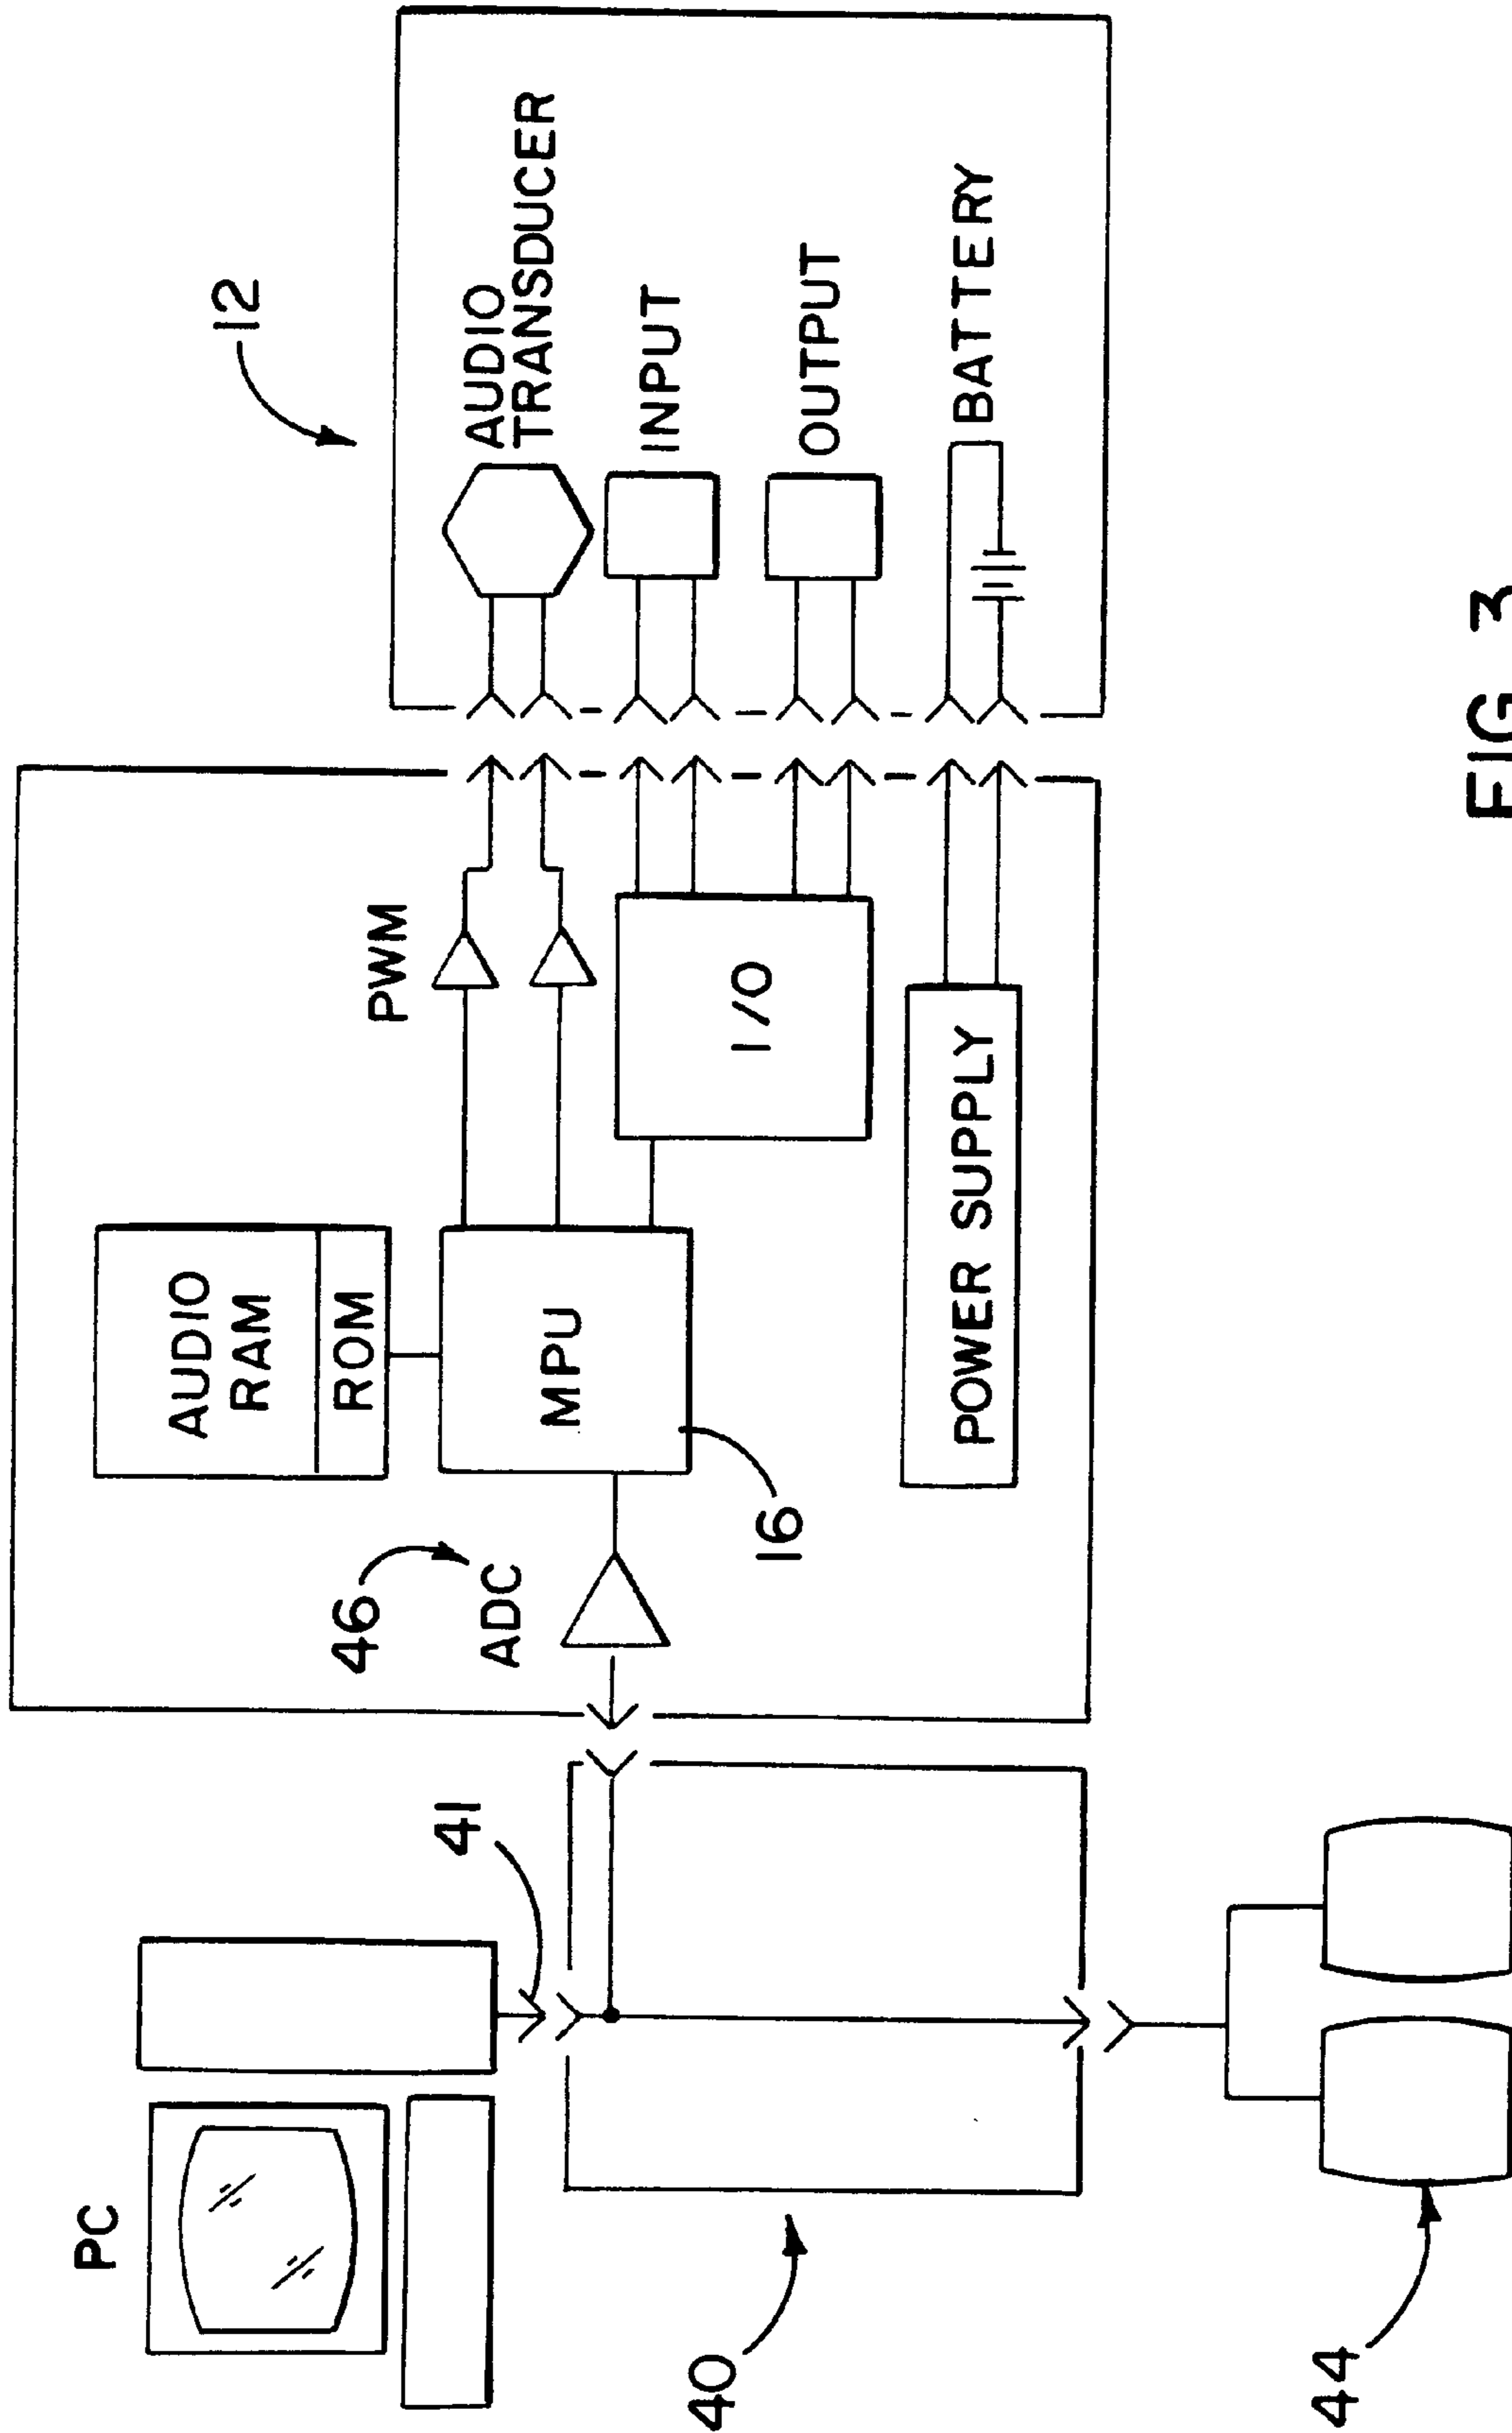 12
AUDIO
TRANSDUCER
INPUT
OUTPUT
BATTERY
PWM
I/O
POWER SUPPLY
AUDIO
RAM
ROM
MPU
46
ADC
16
41
PC
40
44
FIG. 3